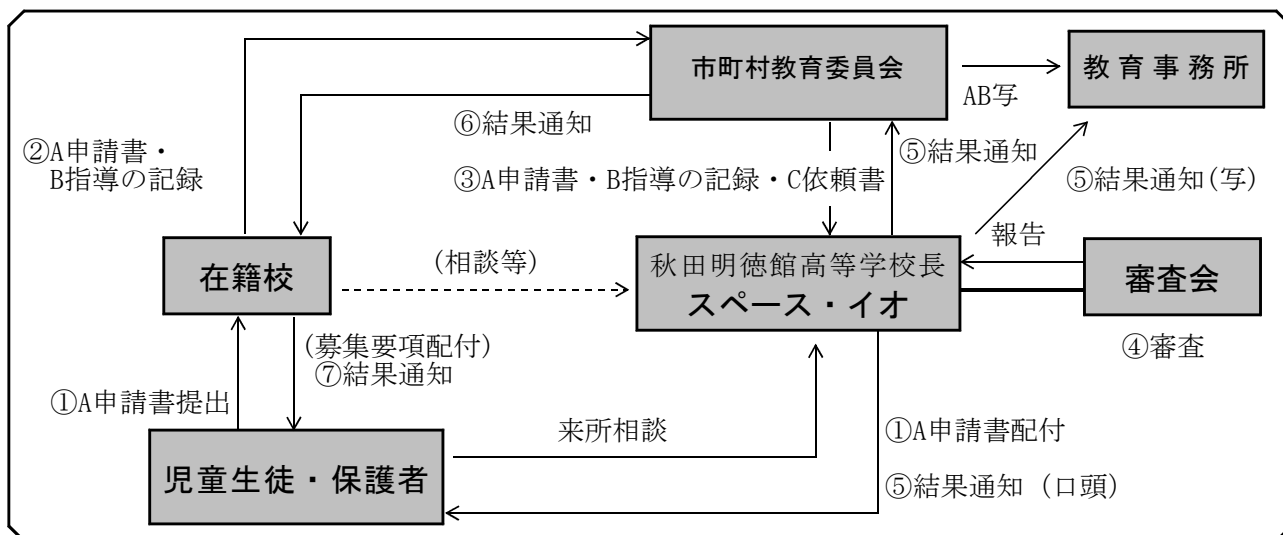 市町村教育委員会
教育事務所
AB写
⑥結果通知
⑤結果通知
②A申請書・
B指導の記録
③A申請書・B指導の記録・C依頼書
⑤結果通知(写)
報告
在籍校
(相談等)
秋田明徳館高等学校長
スペース・イオ
審査会
④審査
(募集要項配付)
⑦結果通知
①A申請書提出
来所相談
①A申請書配付
児童生徒・保護者
⑤結果通知 (口頭)